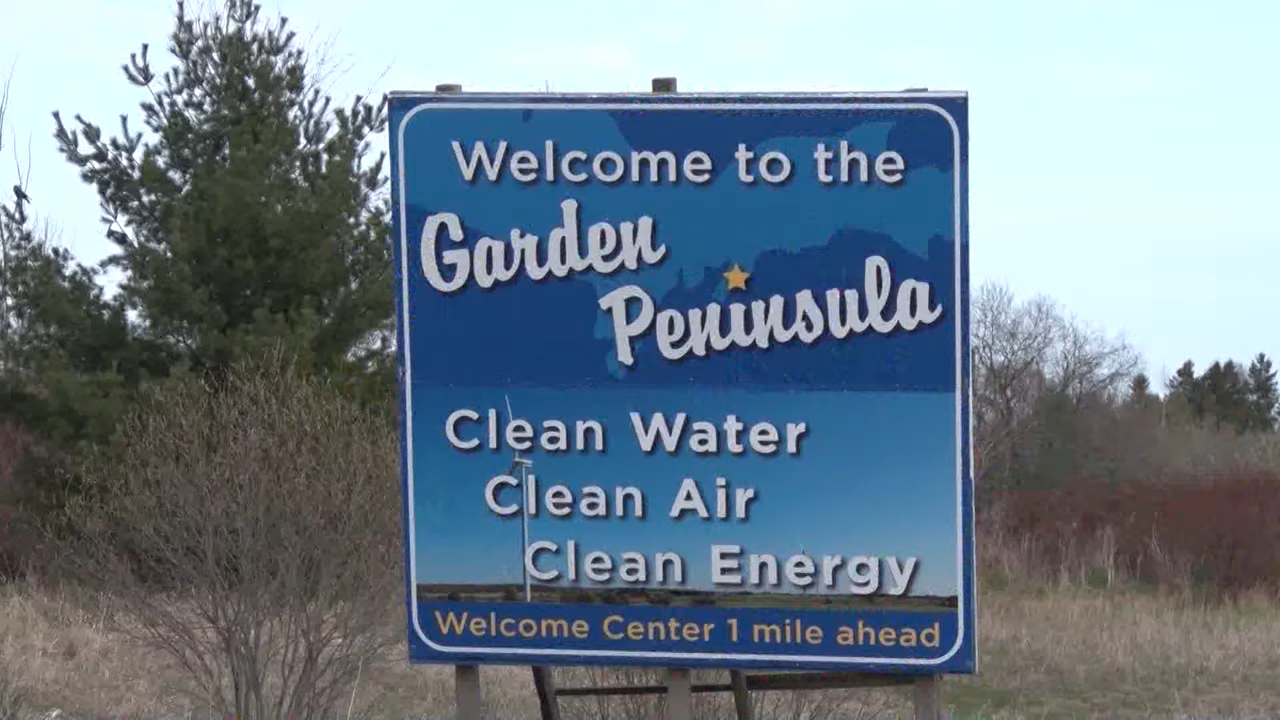 Welcome to the
Garden
Peninsula
Clean Water
Clean Air
Clean Energy
Welcome Center 1 mile ahead